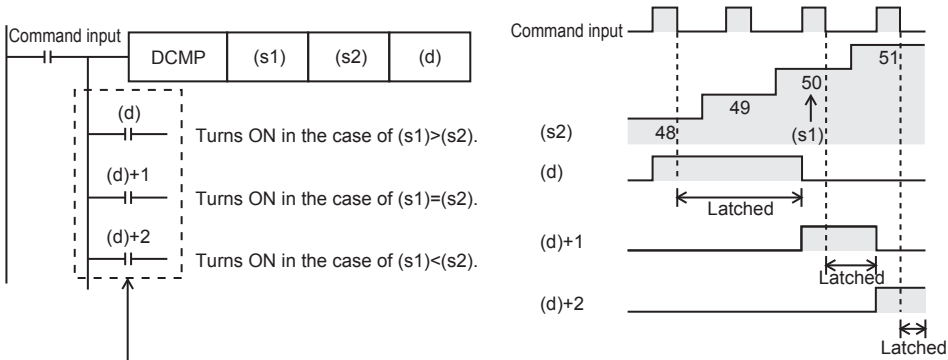 Command input
DCMP (s1) (s2) (d)
(d)
Turns ON in the case of (s1)>(s2).
(d)+1
Turns ON in the case of (s1)=(s2).
(d)+2
Turns ON in the case of (s1)<(s2).
Command input
51
50
49
(s1)
(s2)
48
(d)
Latched
(d)+1
Latched
(d)+2
Latched